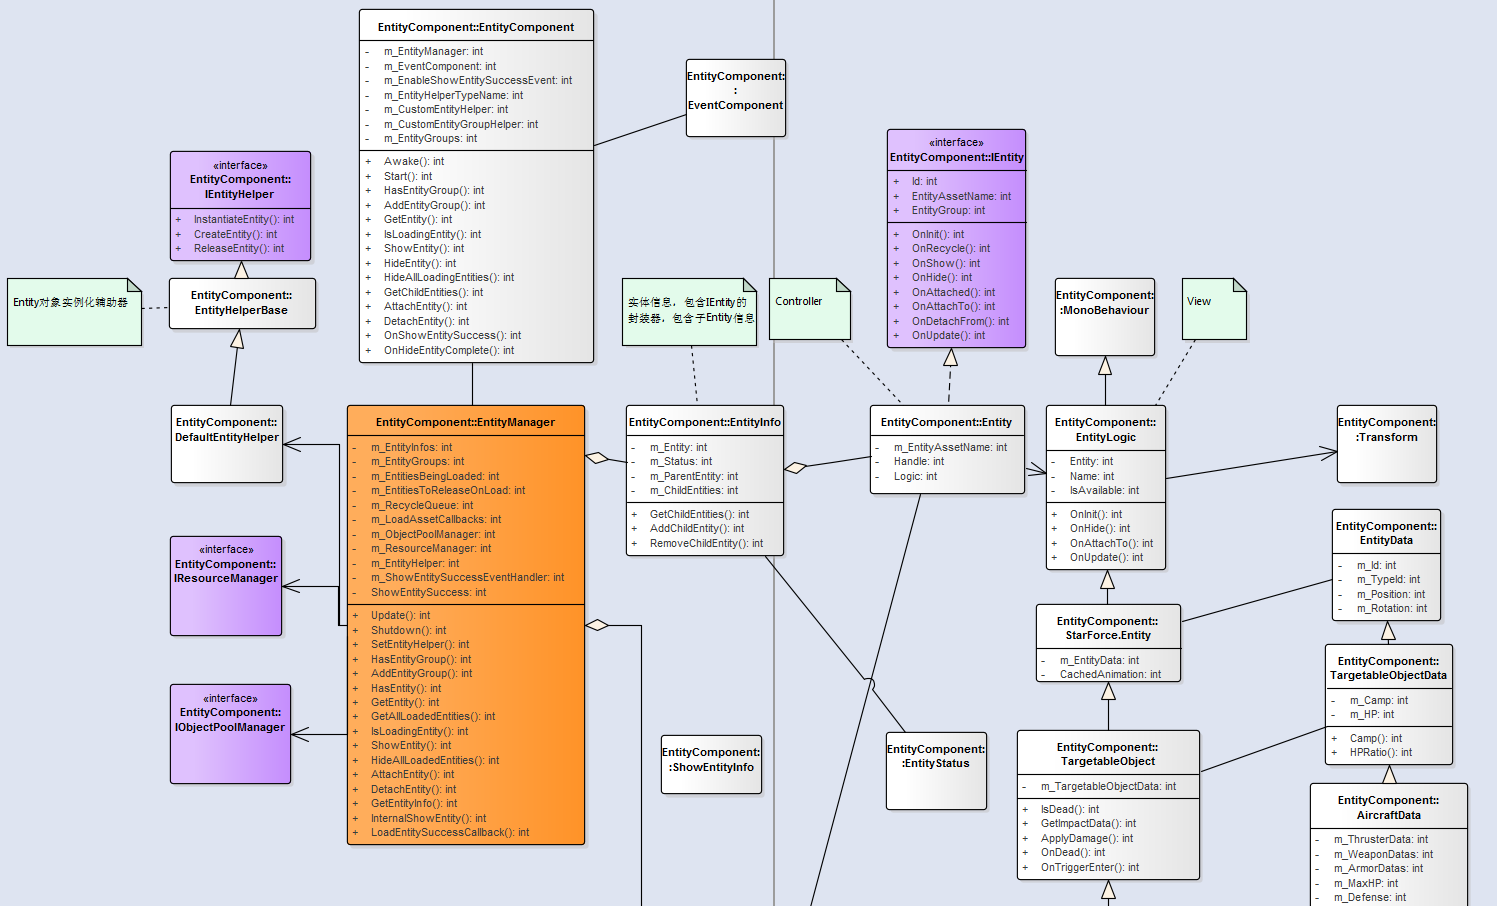 EntityComponent::EntityComponent
- m_EntityManager: int
- m_EventComponent: int
- m_EnableShowEntitySuccessEvent: int
- m_EntityHelperTypeName: int
- m_CustomEntityHelper: int
- m_CustomEntityGroupHelper: int
- m_EntityGroups: int
+ Awake(): int
+ Start(): int
+ HasEntityGroup(): int
+ AddEntityGroup(): int
+ GetEntity(): int
+ IsLoadingEntity(): int
+ ShowEntity(): int
+ HideEntity(): int
+ HideAllLoadingEntities(): int
+ GetChildEntities(): int
+ AttachEntity(): int
+ DetachEntity(): int
+ OnShowEntitySuccess(): int
+ OnHideEntityComplete(): int
EntityComponent:
:
EventComponent
«interface»
EntityComponent::IEntity
+ Id: int
+ EntityAssetName: int
+ EntityGroup: int
+ OnInit(): int
+ OnRecycle(): int
+ OnShow(): int
+ OnHide(): int
+ OnAttached(): int
+ OnAttachTo(): int
+ OnDetachFrom(): int
+ OnUpdate(): int
«interface»
EntityComponent::
IEntityHelper
+ InstantiateEntity(): int
+ CreateEntity(): int
+ ReleaseEntity(): int
Entity对象实例化辅助器
EntityComponent::
EntityHelperBase
实体信息，包含IEntity的
封装器，包含子Entity信息
Controller
EntityComponent:
:MonoBehaviour
View
EntityComponent::
DefaultEntityHelper
EntityComponent::EntityManager
- m_EntityInfos: int
- m_EntityGroups: int
- m_EntitiesBeingLoaded: int
- m_EntitiesToReleaseOnLoad: int
- m_RecycleQueue: int
- m_LoadAssetCallbacks: int
- m_ObjectPoolManager: int
- m_ResourceManager: int
- m_EntityHelper: int
- m_ShowEntitySuccessEventHandler: int
- ShowEntitySuccess: int
+ Update(): int
+ Shutdown(): int
+ SetEntityHelper(): int
+ HasEntityGroup(): int
+ AddEntityGroup(): int
+ HasEntity(): int
+ GetEntity(): int
+ GetAllLoadedEntities(): int
+ IsLoadingEntity(): int
+ ShowEntity(): int
+ HideAllLoadedEntities(): int
+ AttachEntity(): int
+ DetachEntity(): int
+ GetEntityInfo(): int
+ InternalShowEntity(): int
+ LoadEntitySuccessCallback(): int
EntityComponent::EntityInfo
- m_Entity: int
- m_Status: int
- m_ParentEntity: int
- m_ChildEntities: int
+ GetChildEntities(): int
+ AddChildEntity(): int
+ RemoveChildEntity(): int
EntityComponent::Entity
- m_EntityAssetName: int
- Handle: int
- Logic: int
EntityComponent::
EntityLogic
- Entity: int
- Name: int
- IsAvailable: int
+ OnInit(): int
+ OnHide(): int
+ OnAttachTo(): int
+ OnUpdate(): int
EntityComponent:
:Transform
«interface»
EntityComponent::
IResourceManager
EntityComponent::
EntityData
- m_Id: int
- m_TypeId: int
- m_Position: int
- m_Rotation: int
EntityComponent::
StarForce.Entity
- m_EntityData: int
- CachedAnimation: int
«interface»
EntityComponent::
IObjectPoolManager
EntityComponent:
:ShowEntityInfo
EntityComponent:
:EntityStatus
EntityComponent::
TargetableObject
- m_TargetableObjectData: int
+ IsDead(): int
+ GetImpactData(): int
+ ApplyDamage(): int
+ OnDead(): int
+ OnTriggerEnter(): int
EntityComponent::
TargetableObjectData
- m_Camp: int
- m_HP: int
+ Camp(): int
+ HPRatio(): int
EntityComponent::
AircraftData
- m_ThrusterData: int
- m_WeaponDatas: int
- m_ArmorDatas: int
- m_MaxHP: int
- m_Defense: int